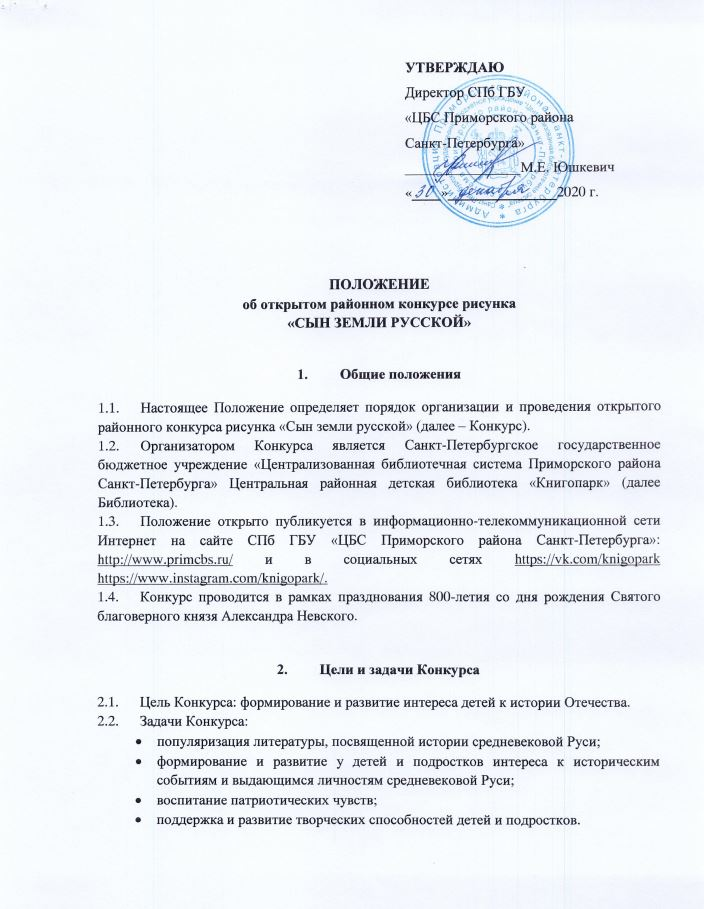 УТВЕРЖДАЮ
Директор СПб ГБУ
«ЦБС Приморского района
Санкт-Петербурга»
М.Е. Юшкевич
«30» декабря 2020 г.
ПОЛОЖЕНИЕ
об открытом районном конкурсе рисунка
«СЫН ЗЕМЛИ РУССКОЙ»
1. Общие положения
1.1. Настоящее Положение определяет порядок организации и проведения открытого
районного конкурса рисунка «Сын земли русской» (далее – Конкурс).
1.2. Организатором Конкурса является Санкт-Петербургское государственное
бюджетное учреждение «Централизованная библиотечная система Приморского района
Санкт-Петербурга» Центральная районная детская библиотека «Книгопарк» (далее
Библиотека).
1.3. Положение открыто публикуется в информационно-телекоммуникационной сети
Интернет на сайте СПб ГБУ «ЦБС Приморского района Санкт-Петербурга»:
http://www.primcbs.ru/ и в социальных сетях https://vk.com/knigopark
https://www.instagram.com/knigopark/.
1.4. Конкурс проводится в рамках празднования 800-летия со дня рождения Святого
благоверного князя Александра Невского.
2. Цели и задачи Конкурса
2.1. Цель Конкурса: формирование и развитие интереса детей к истории Отечества.
2.2. Задачи Конкурса:
• популяризация литературы, посвященной истории средневековой Руси;
• формирование и развитие у детей и подростков интереса к историческим
событиям и выдающимся личностям средневековой Руси;
• воспитание патриотических чувств;
• поддержка и развитие творческих способностей детей и подростков.